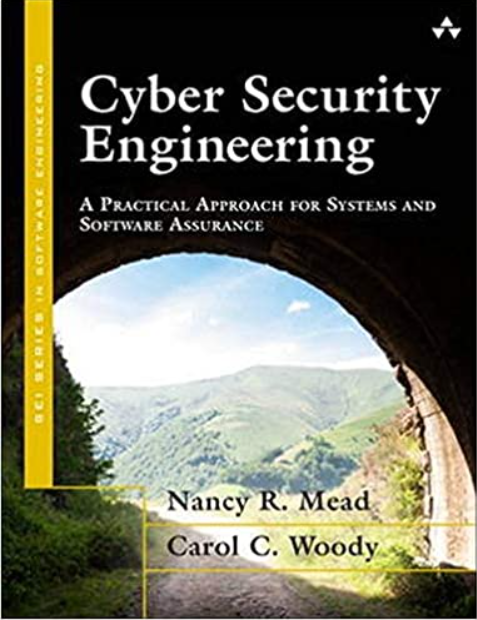 SEI SERIES IN SOFTWARE ENGINEERING
Cyber Security
Engineering
A Practical Approach for Systems and
Software Assurance
Nancy R. Mead
Carol C. Woody